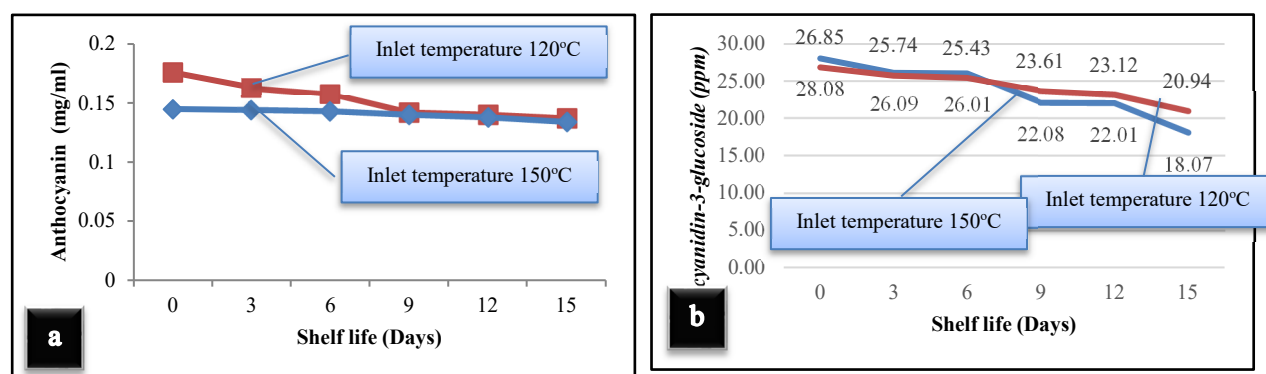 0.2
0.15
0.1
0.05
0
Anthocyanin (mg/ml)
Inlet temperature 120°C
Inlet temperature 150°C
0 3 6 9 12 15
Shelf life (Days)
a
30.00
25.00
20.00
15.00
10.00
5.00
0.00
cyanidin-3-glucoside (ppm)
26.85 25.74 25.43 23.61 23.12 20.94
28.08 26.09 26.01 22.08 22.01 18.07
Inlet temperature 150°C
Inlet temperature 120°C
0 3 6 9 12 15
Shelf life (Days)
b